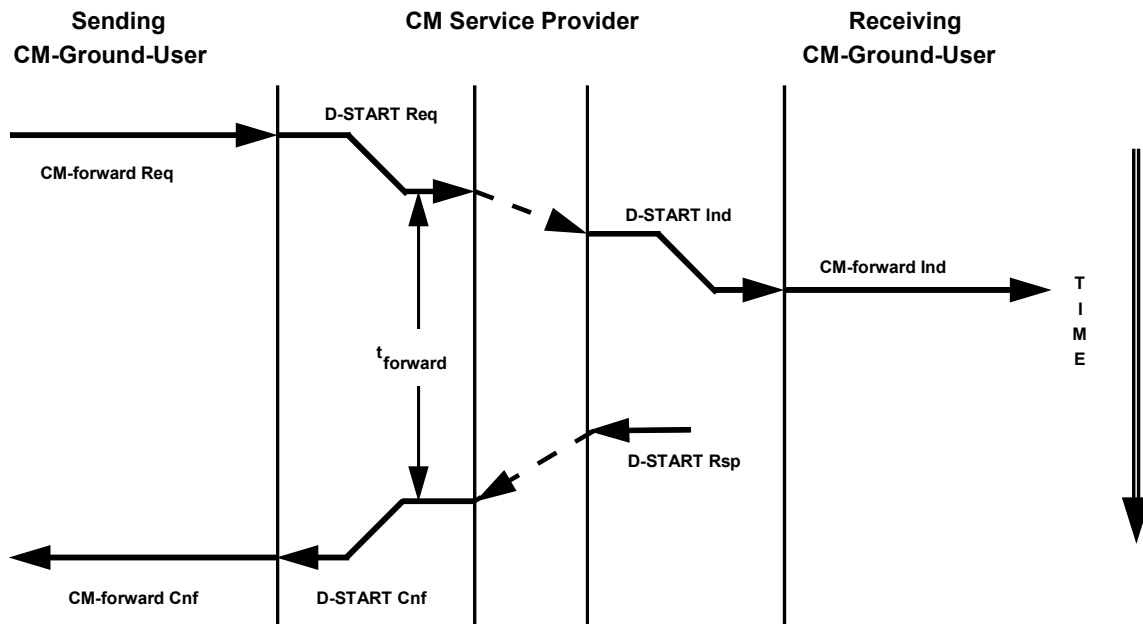 Sending
CM-Ground-User
CM Service Provider
Receiving
CM-Ground-User
D-START Req
CM-forward Req
D-START Ind
CM-forward Ind
T
I
M
E
tforward
D-START Rsp
CM-forward Cnf
D-START Cnf